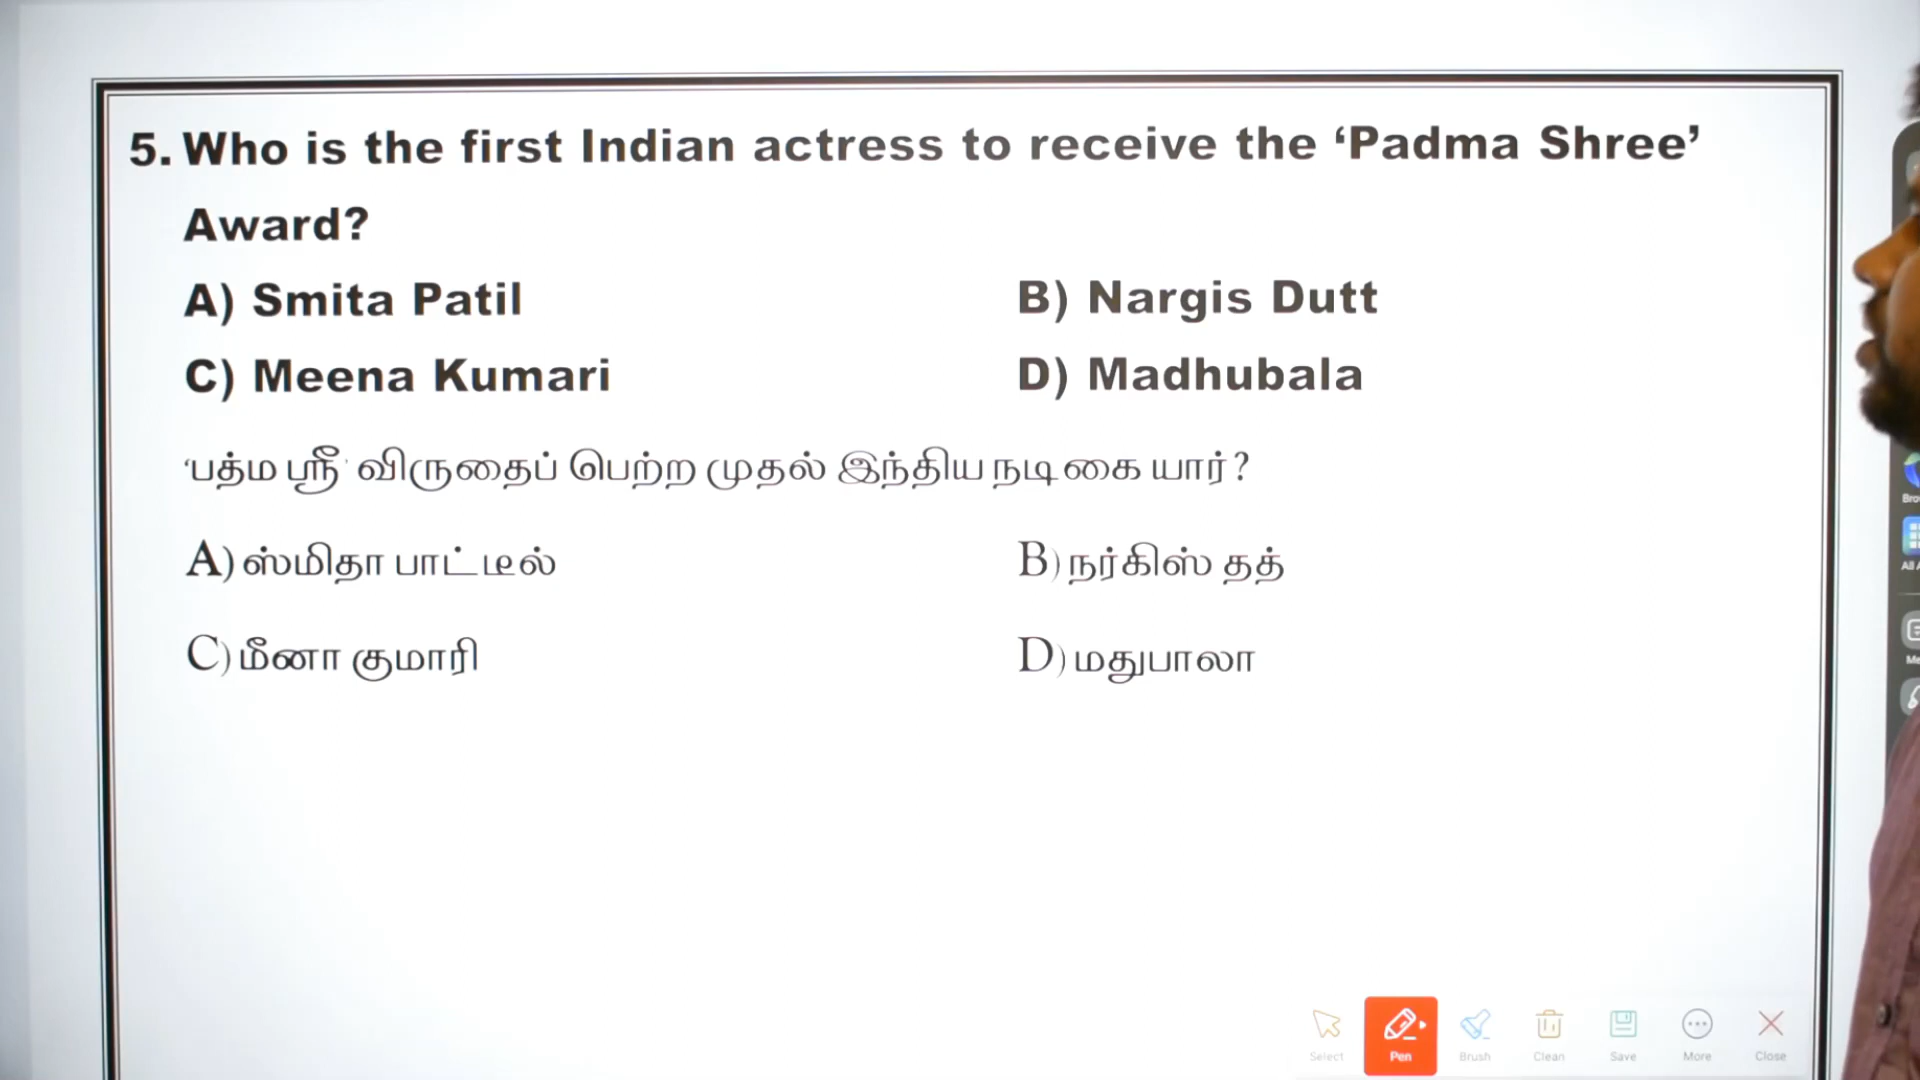 5. Who is the first Indian actress to receive the ‘Padma Shree’
Award?
A) Smita Patil B) Nargis Dutt
C) Meena Kumari D) Madhubala
‘பத்ம ஸ்ரீ’ விருதைப் பெற்ற முதல் இந்திய நடிகை யார்?
A) ஸ்மிதா பாட்டீல் B) நர்கிஸ் தத்
C) மீனா குமாரி D) மதுபாலா
Select Pen Brush Clean Save More Close